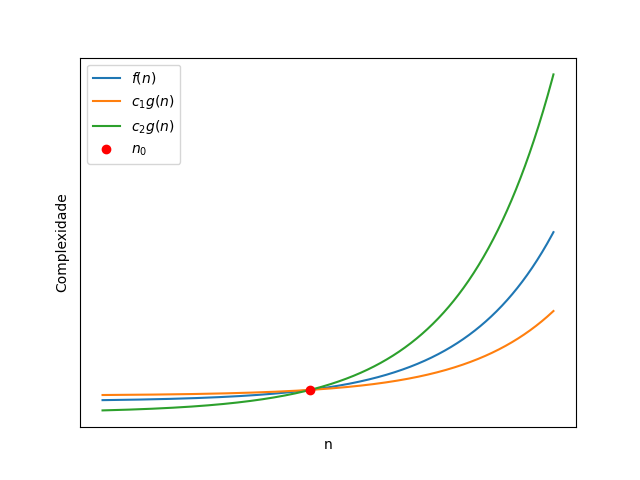 f(n)
c₁g(n)
c₂g(n)
n₀
Complexidade
n